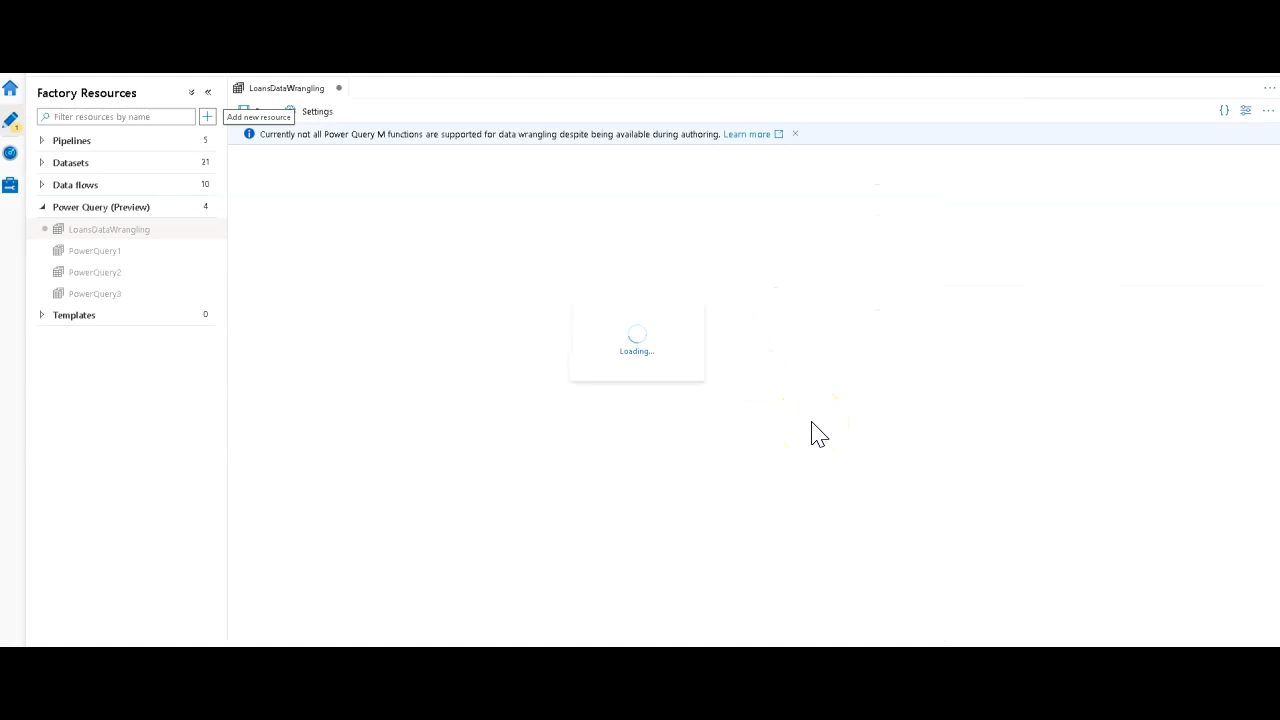 Factory Resources
Filter resources by name
Add new resource
Pipelines 5
Datasets 21
Data flows 10
Power Query (Preview) 4
LoansDataWrangling
PowerQuery1
PowerQuery2
PowerQuery3
Templates 0
1
LoansDataWrangling
Settings
Currently not all Power Query M functions are supported for data wrangling despite being available during authoring. Learn more
Loading...